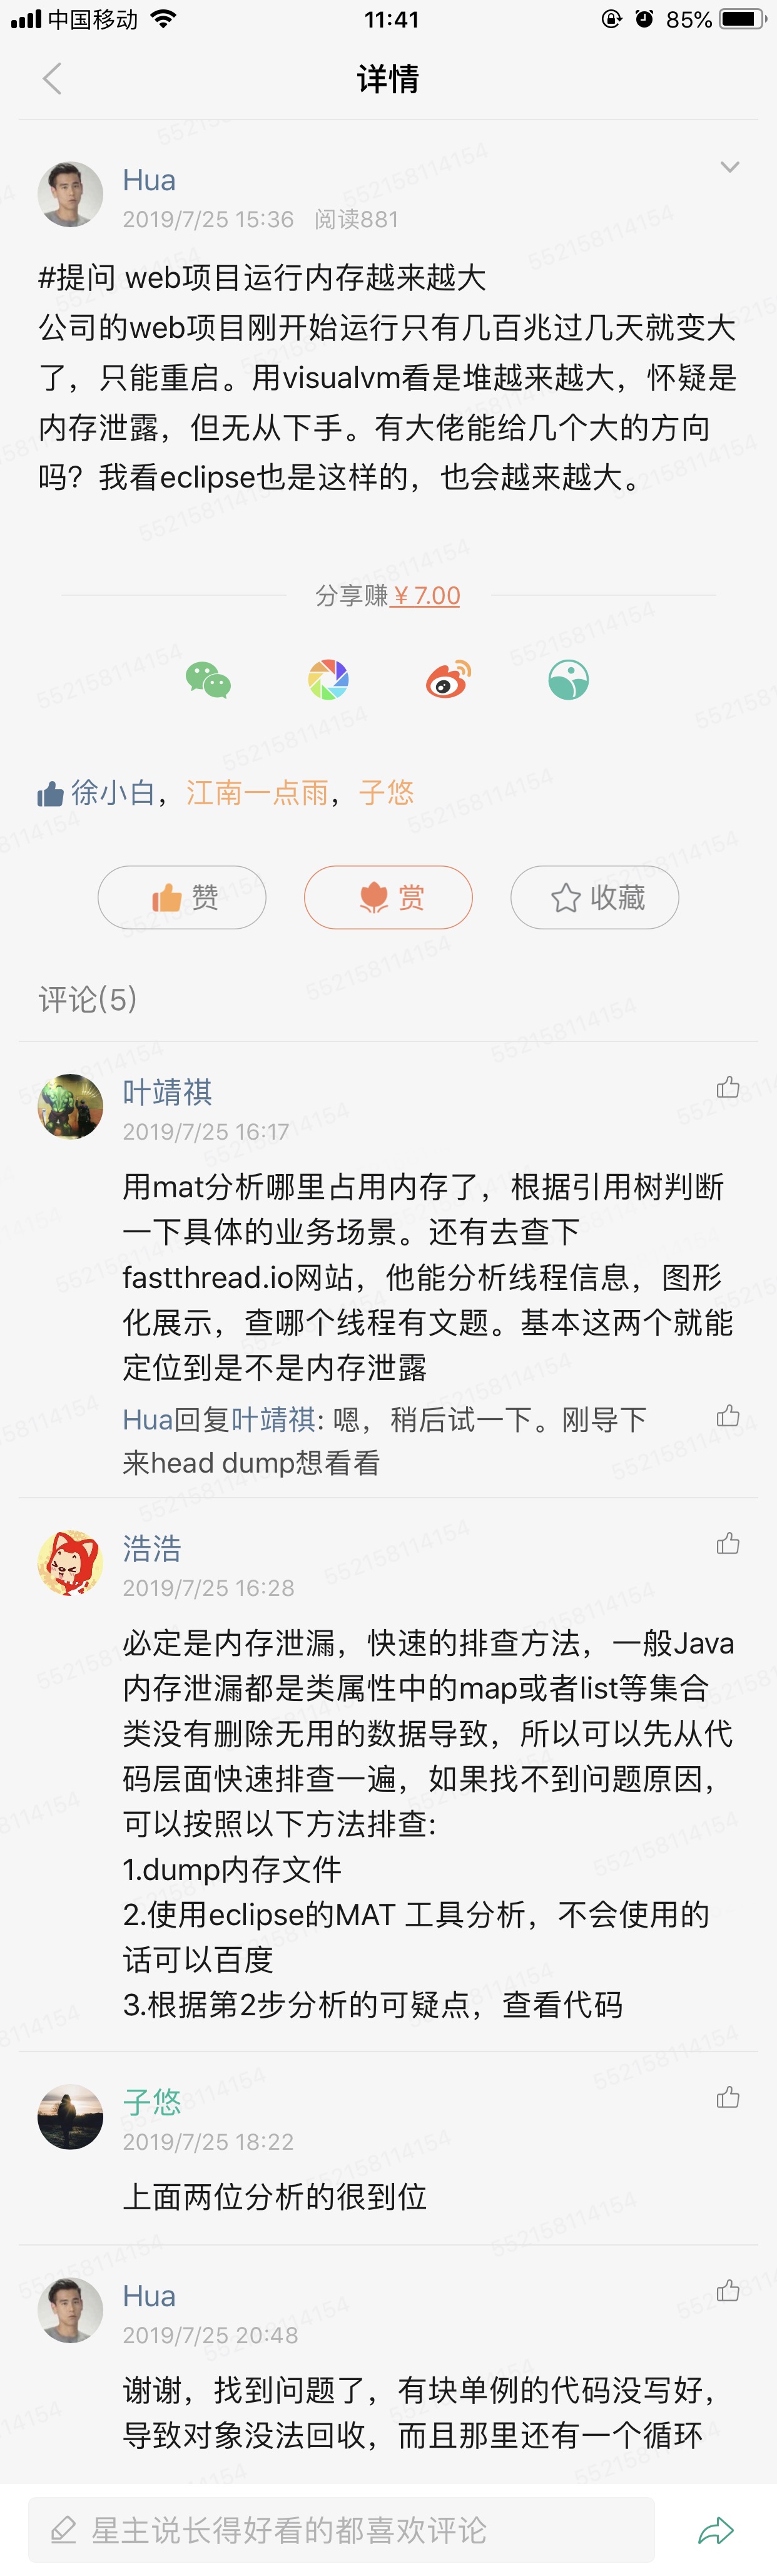 中国移动
11:41
85%
详情
Hua
2019/7/25 15:36 阅读881
#提问 web项目运行内存越来越大
公司的web项目刚开始运行只有几百兆过几天就变大
了，只能重启。用visualvm看是堆越来越大，怀疑是
内存泄露，但无从下手。有大佬能给几个大的方向
吗？我看eclipse也是这样的，也会越来越大。
分享赚￥7.00
徐小白，江南一点雨，子悠
赞
赏
收藏
评论(5)
叶靖祺
2019/7/25 16:17
用mat分析哪里占用内存了，根据引用树判断
一下具体的业务场景。还有去查下
fastthread.io网站，他能分析线程信息，图形
化展示，查哪个线程有文题。基本这两个就能
定位到是不是内存泄露
Hua回复叶靖祺: 嗯，稍后试一下。刚导下
来head dump想看看
浩浩
2019/7/25 16:28
必定是内存泄漏，快速的排查方法，一般Java
内存泄漏都是类属性中的map或者list等集合
类没有删除无用的数据导致，所以可以先从代
码层面快速排查一遍，如果找不到问题原因，
可以按照以下方法排查:
1.dump内存文件
2.使用eclipse的MAT 工具分析，不会使用的
话可以百度
3.根据第2步分析的可疑点，查看代码
子悠
2019/7/25 18:22
上面两位分析的很到位
Hua
2019/7/25 20:48
谢谢，找到问题了，有块单例的代码没写好，
导致对象没法回收，而且那里还有一个循环
星主说长得好看的都喜欢评论
552158114154